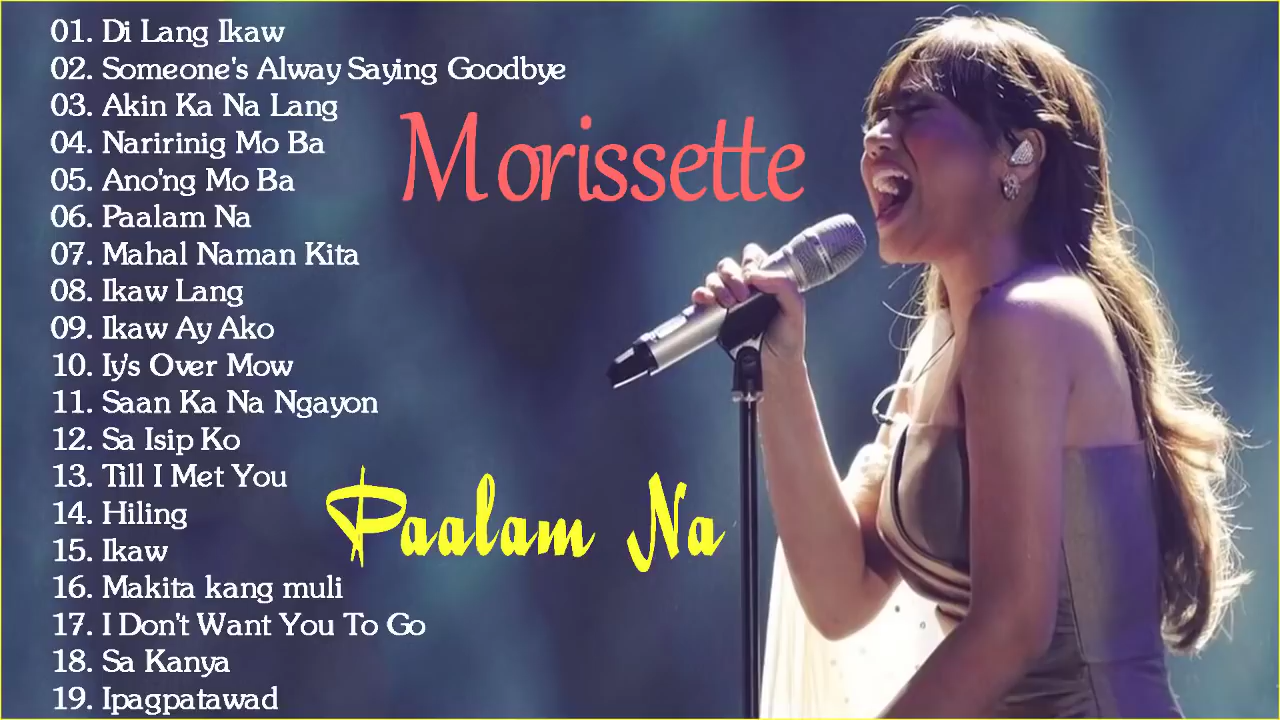 01. Di Lang Ikaw
02. Someone's Alway Saying Goodbye
03. Akin Ka Na Lang
04. Naririnig Mo Ba
05. Ano'ng Mo Ba
06. Paalam Na
07. Mahal Naman Kita
08. Ikaw Lang
09. Ikaw Ay Ako
10. Iy's Over Mow
11. Saan Ka Na Ngayon
12. Sa Isip Ko
13. Till I Met You
14. Hiling
15. Ikaw
16. Makita kang muli
17. I Don't Want You To Go
18. Sa Kanya
19. Ipagpatawad
Morissette
Paalam Na